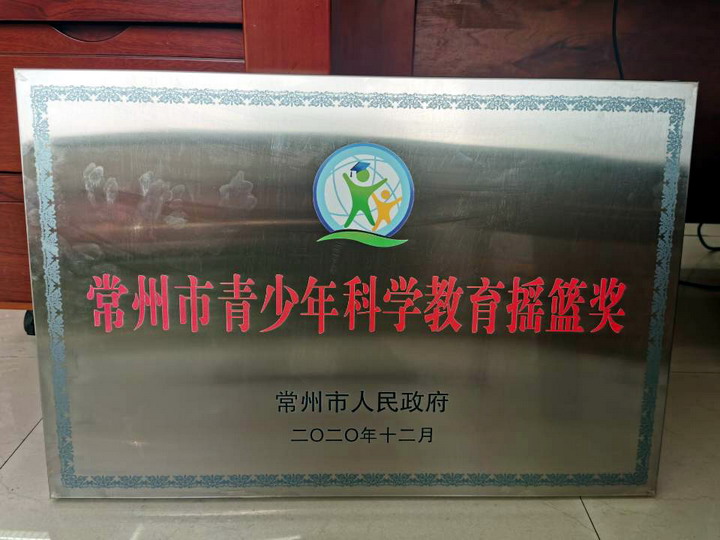 常州市青少年科学教育摇篮奖
常州市人民政府
二〇二〇年十二月